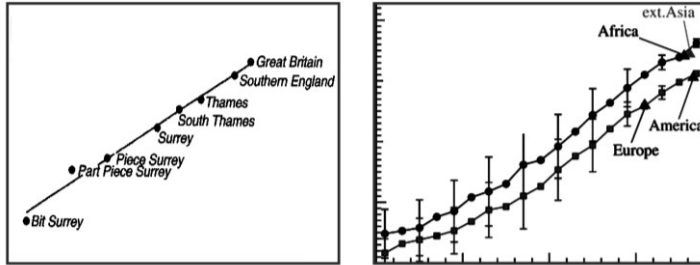 Great Britain
Southern England
Thames
South Thames
Surrey
Piece Surrey
Part Piece Surrey
Bit Surrey
ext.Asia
Africa
America
Europe